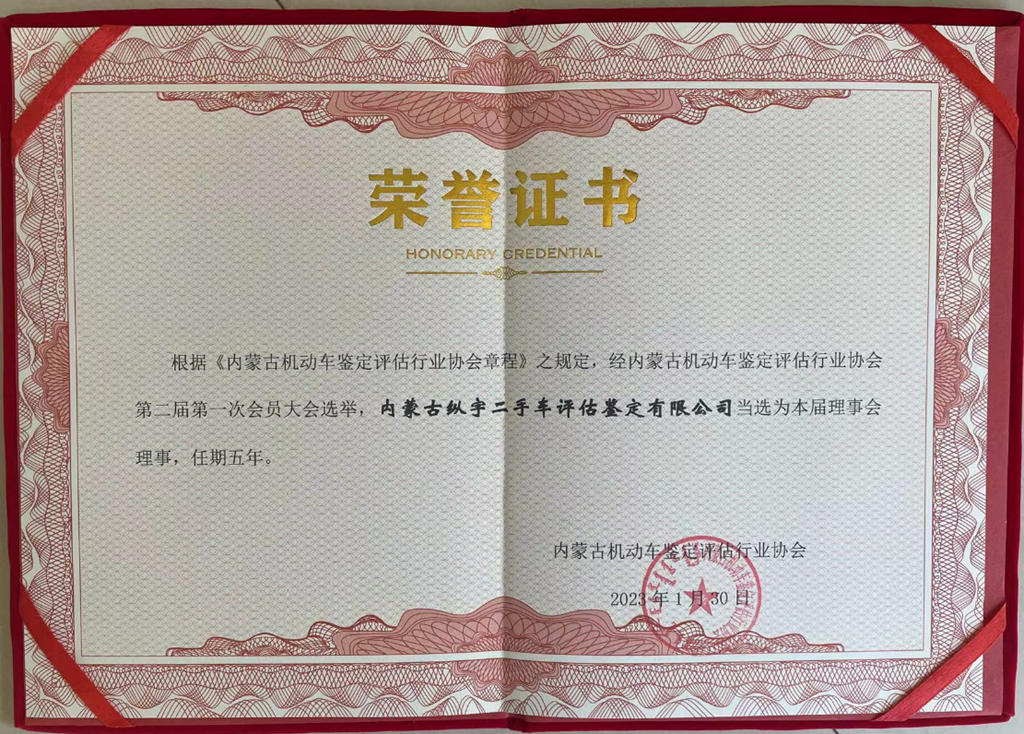 荣誉证书
HONORARY CREDENTIAL
根据《内蒙古机动车鉴定评估行业协会章程》之规定，经内蒙古机动车鉴定评估行业协会
第二届第一次会员大会选举，内蒙古纵宇二手车评估鉴定有限公司当选为本届理事会
理事，任期五年。
内蒙古机动车鉴定评估行业协会
2023年1月30日